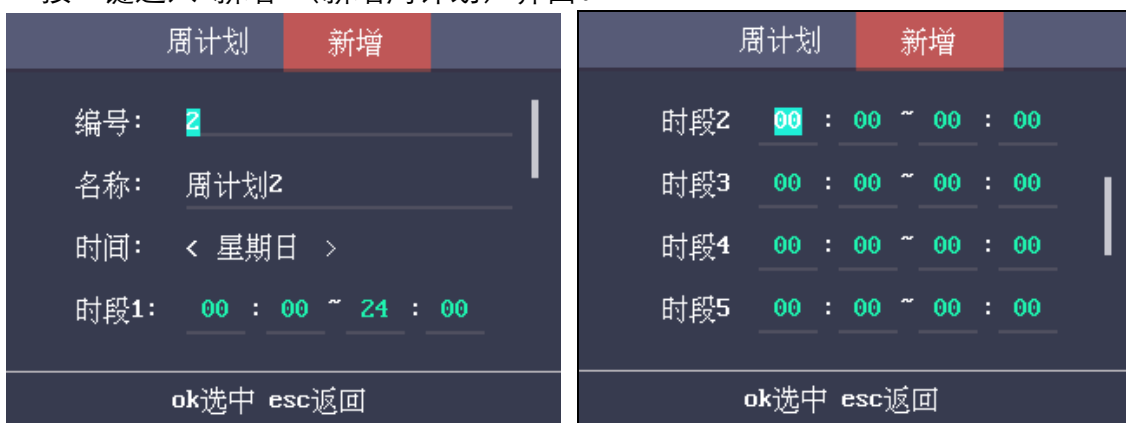 周计划 新增
编号: 2
名称: 周计划2
时间: < 星期日 >
时段1: 00 : 00 ~ 24 : 00
ok选中 esc返回
周计划 新增
时段2 00 : 00 ~ 00 : 00
时段3 00 : 00 ~ 00 : 00
时段4 00 : 00 ~ 00 : 00
时段5 00 : 00 ~ 00 : 00
ok选中 esc返回